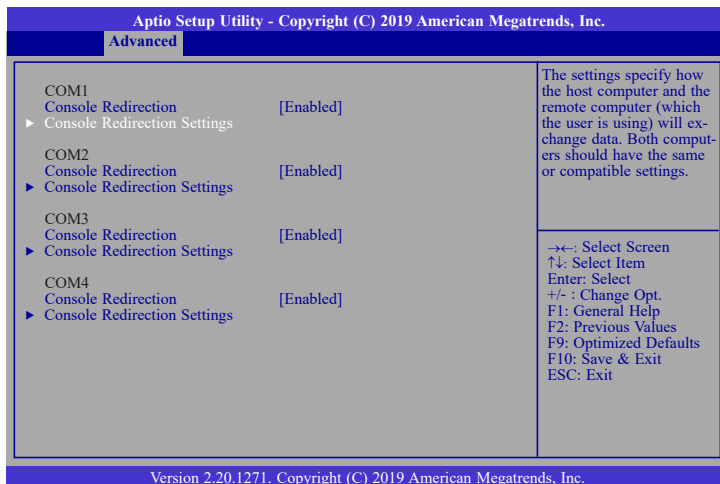 Aptio Setup Utility - Copyright (C) 2019 American Megatrends, Inc.
Advanced
COM1
Console Redirection [Enabled]
► Console Redirection Settings
COM2
Console Redirection [Enabled]
► Console Redirection Settings
COM3
Console Redirection [Enabled]
► Console Redirection Settings
COM4
Console Redirection [Enabled]
► Console Redirection Settings
The settings specify how
the host computer and the
remote computer (which
the user is using) will ex-
change data. Both comput-
ers should have the same
or compatible settings.
→←: Select Screen
↑↓: Select Item
Enter: Select
+/- : Change Opt.
F1: General Help
F2: Previous Values
F9: Optimized Defaults
F10: Save & Exit
ESC: Exit
Version 2.20.1271. Copyright (C) 2019 American Megatrends, Inc.